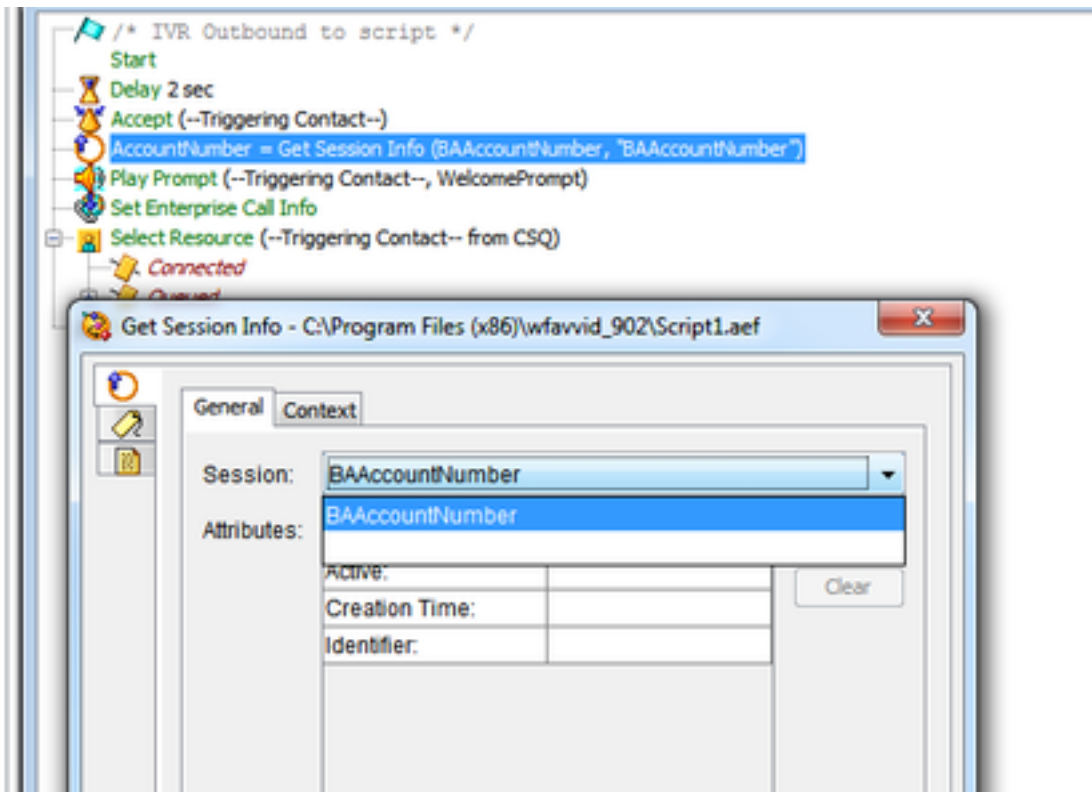 /* IVR Outbound to script */
Start
Delay 2 sec
Accept (--Triggering Contact--)
AccountNumber = Get Session Info (BAAccountNumber, "BAAccountNumber")
Play Prompt (--Triggering Contact--, WelcomePrompt)
Set Enterprise Call Info
Select Resource (--Triggering Contact-- from CSQ)
Connected
Queued
Get Session Info - C:\Program Files (x86)\wfavvid_902\Script1.aef
General Context
Session: BAAccountNumber
BAAccountNumber
Attributes:
Active:
Clear
Creation Time:
Identifier: